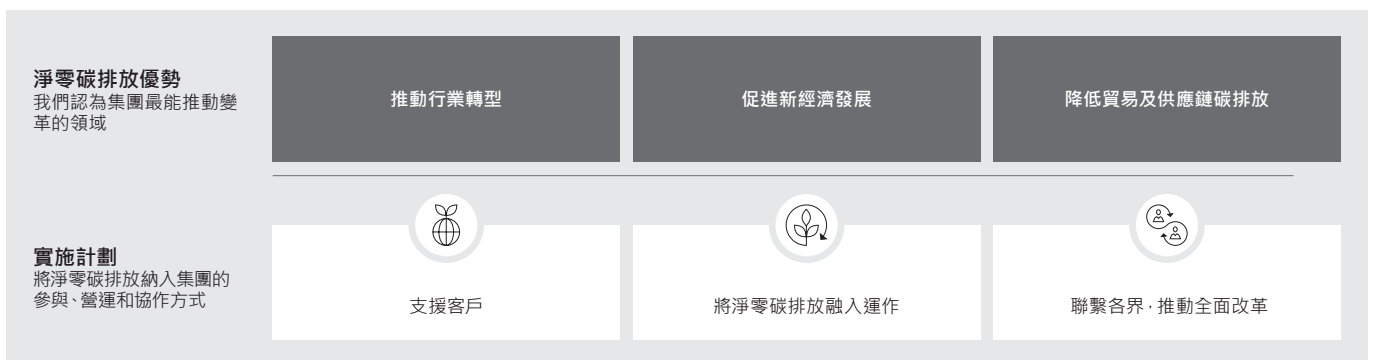 淨零碳排放優勢
我們認為集團最能推動變
革的領域
推動行業轉型
促進新經濟發展
降低貿易及供應鏈碳排放
實施計劃
將淨零碳排放納入集團的
參與、營運和協作方式
支援客戶
將淨零碳排放融入運作
聯繫各界，推動全面改革